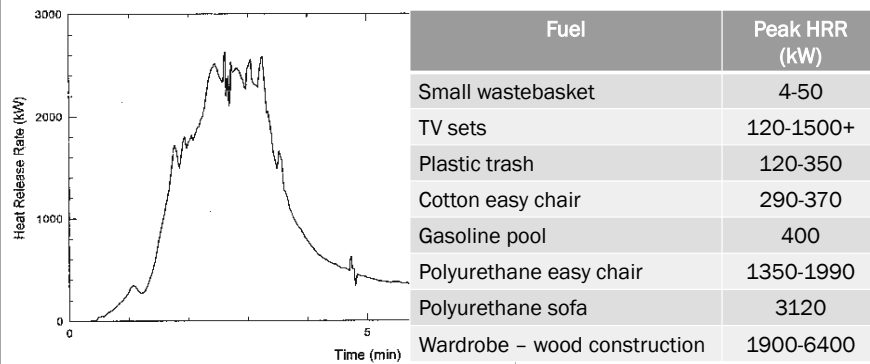 3000
2000
1000
0
0
5
Heat Release Rate (kW)
Time (min)
Fuel Peak HRR
(kW)
Small wastebasket 4-50
TV sets 120-1500+
Plastic trash 120-350
Cotton easy chair 290-370
Gasoline pool 400
Polyurethane easy chair 1350-1990
Polyurethane sofa 3120
Wardrobe – wood construction 1900-6400